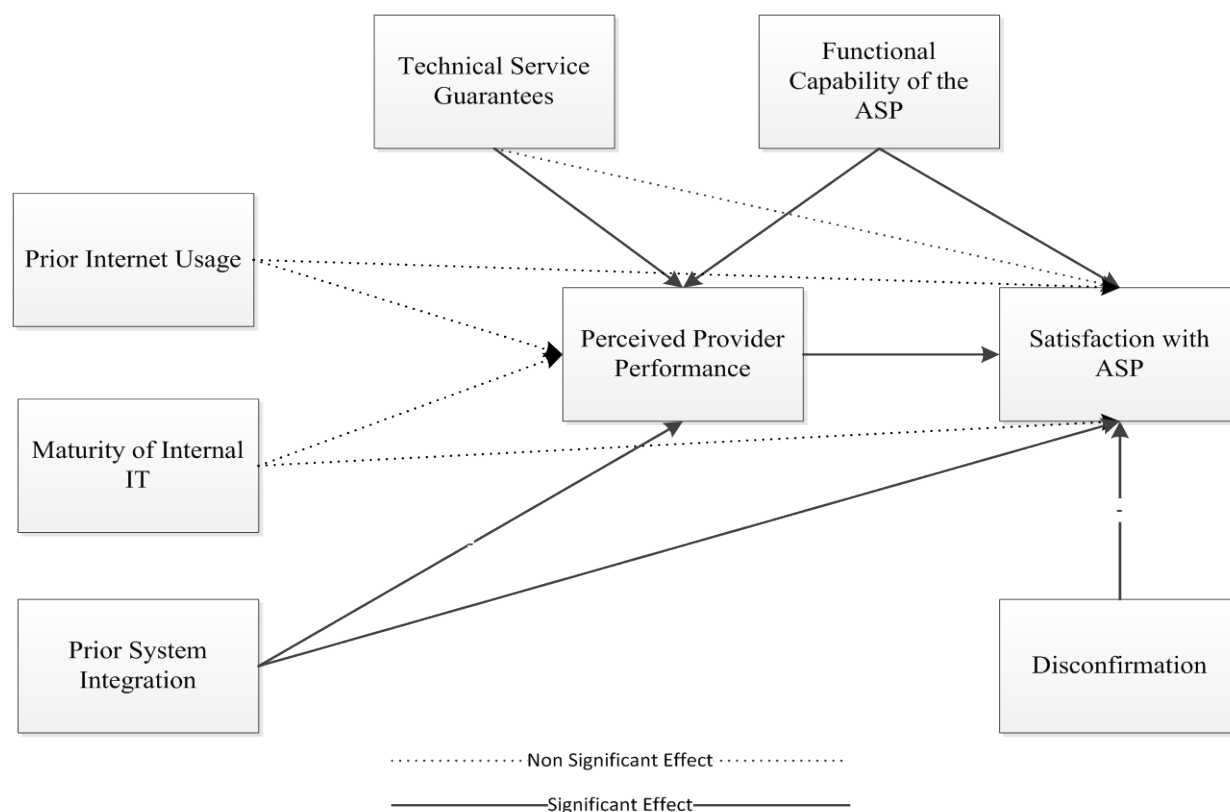 Technical Service
Guarantees
Functional
Capability of the
ASP
Prior Internet Usage
Perceived Provider
Performance
Satisfaction with
ASP
Maturity of Internal
IT
-
-
Prior System
Integration
Disconfirmation
Non Significant Effect
Significant Effect